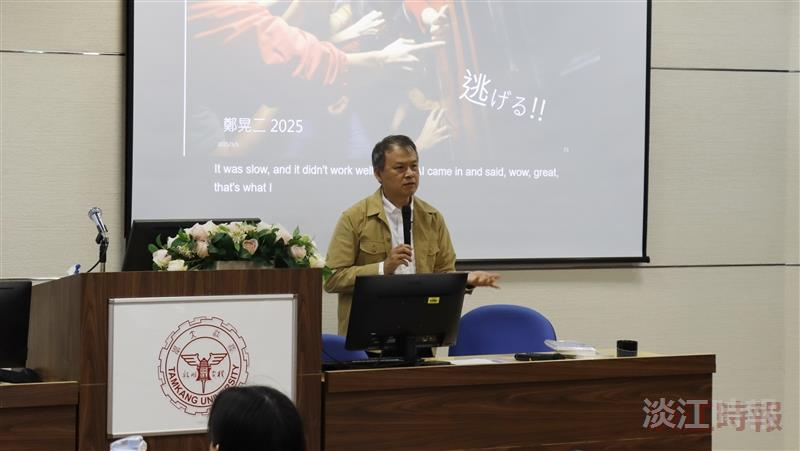 逃げる!!
鄭晃二 2025
It was slow, and it didn't work well
AI came in and said, wow, great,
that's what I
TAMKANG UNIVERSITY
淡江時報